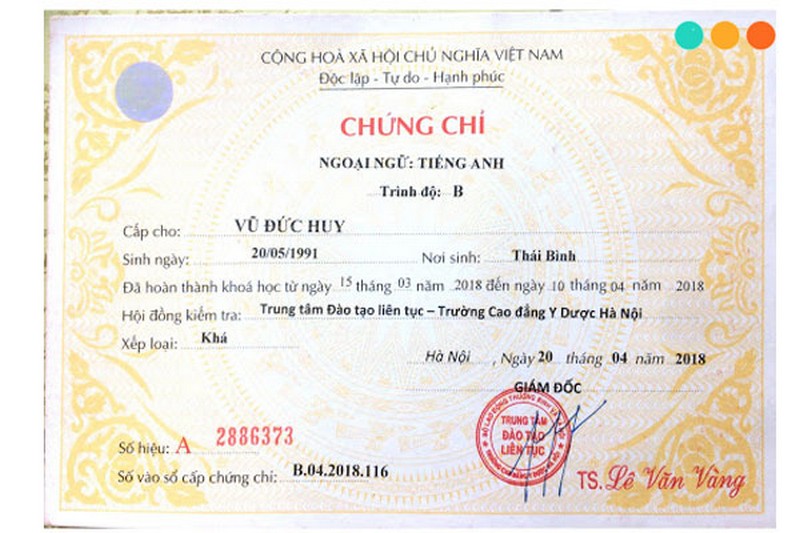 CỘNG HOÀ XÃ HỘI CHỦ NGHĨA VIỆT NAM
Độc lập - Tự do - Hạnh phúc
CHỨNG CHỈ
NGOẠI NGỮ: TIẾNG ANH
Trình độ: B
Cấp cho: VŨ ĐỨC HUY
Sinh ngày: 20/05/1991 Nơi sinh: Thái Bình
Đã hoàn thành khoá học từ ngày 15 tháng 03 năm 2018 đến ngày 10 tháng 04 năm 2018
Hội đồng kiểm tra: Trung tâm Đào tạo liên tục – Trường Cao đẳng Y Dược Hà Nội
Xếp loại: Khá
Hà Nội, Ngày 20 tháng 04 năm 2018
GIÁM ĐỐC
TRUNG TÂM
ĐÀO TẠO
LIÊN TỤC
Số hiệu: A 2886373
Số vào sổ cấp chứng chỉ: B.04.2018.116
TS. Lê Văn Vàng